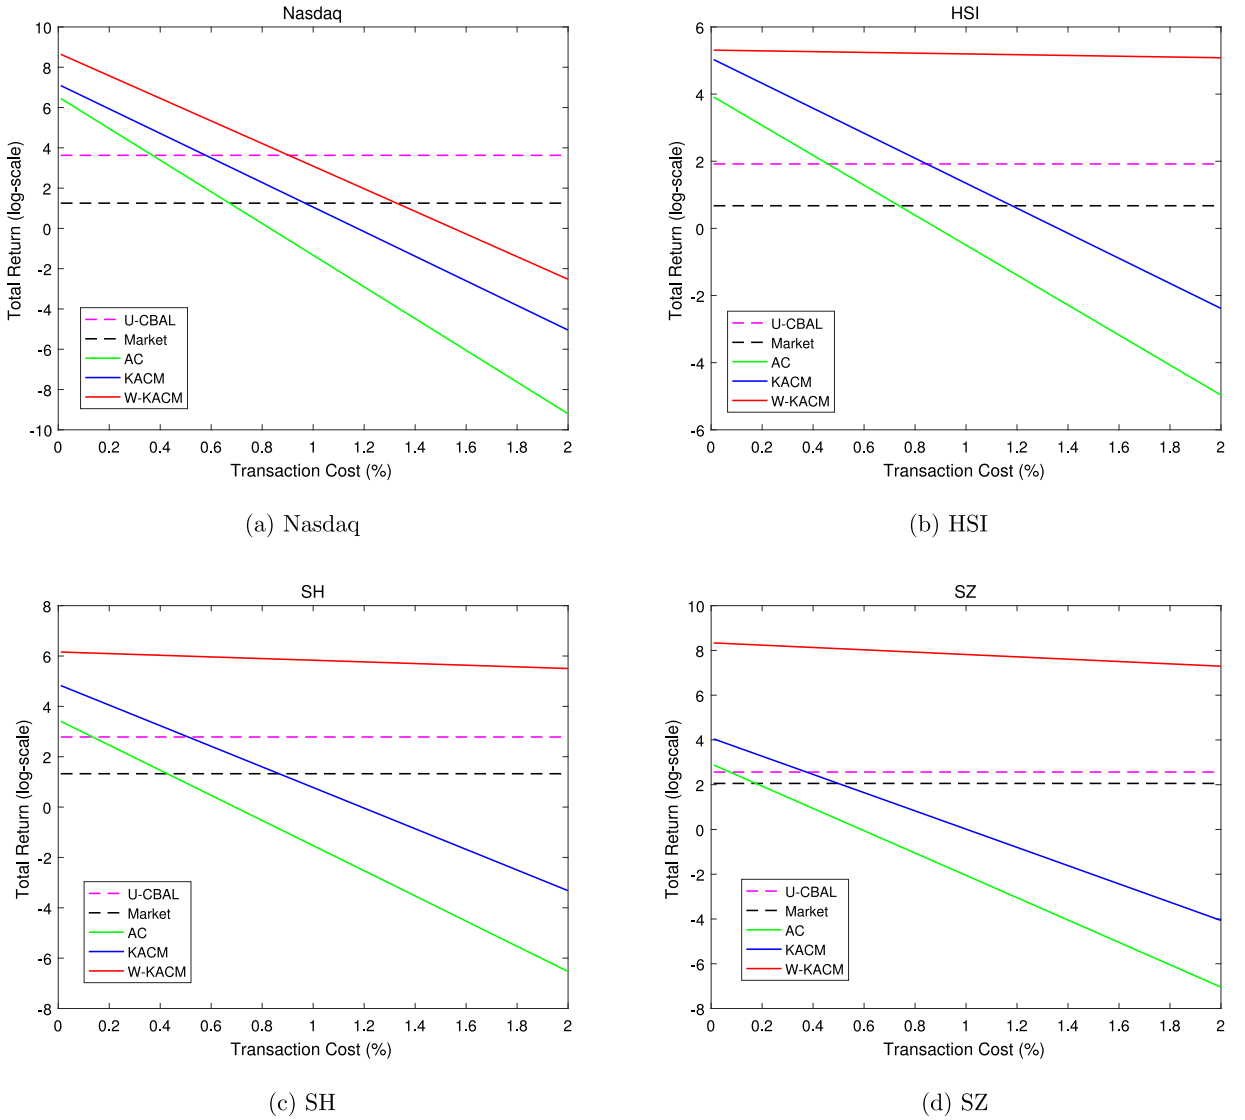 Nasdaq
10
8
6
4
2
0
-2
-4
-6
-8
-10
Total Return (log-scale)
U-CBAL
Market
AC
KACM
W-KACM
0 0.2 0.4 0.6 0.8 1 1.2 1.4 1.6 1.8 2
Transaction Cost (%)
(a) Nasdaq
HSI
6
4
2
0
-2
-4
-6
Total Return (log-scale)
U-CBAL
Market
AC
KACM
W-KACM
0 0.2 0.4 0.6 0.8 1 1.2 1.4 1.6 1.8 2
Transaction Cost (%)
(b) HSI
SH
8
6
4
2
0
-2
-4
-6
-8
Total Return (log-scale)
U-CBAL
Market
AC
KACM
W-KACM
0 0.2 0.4 0.6 0.8 1 1.2 1.4 1.6 1.8 2
Transaction Cost (%)
(c) SH
SZ
10
8
6
4
2
0
-2
-4
-6
-8
Total Return (log-scale)
U-CBAL
Market
AC
KACM
W-KACM
0 0.2 0.4 0.6 0.8 1 1.2 1.4 1.6 1.8 2
Transaction Cost (%)
(d) SZ